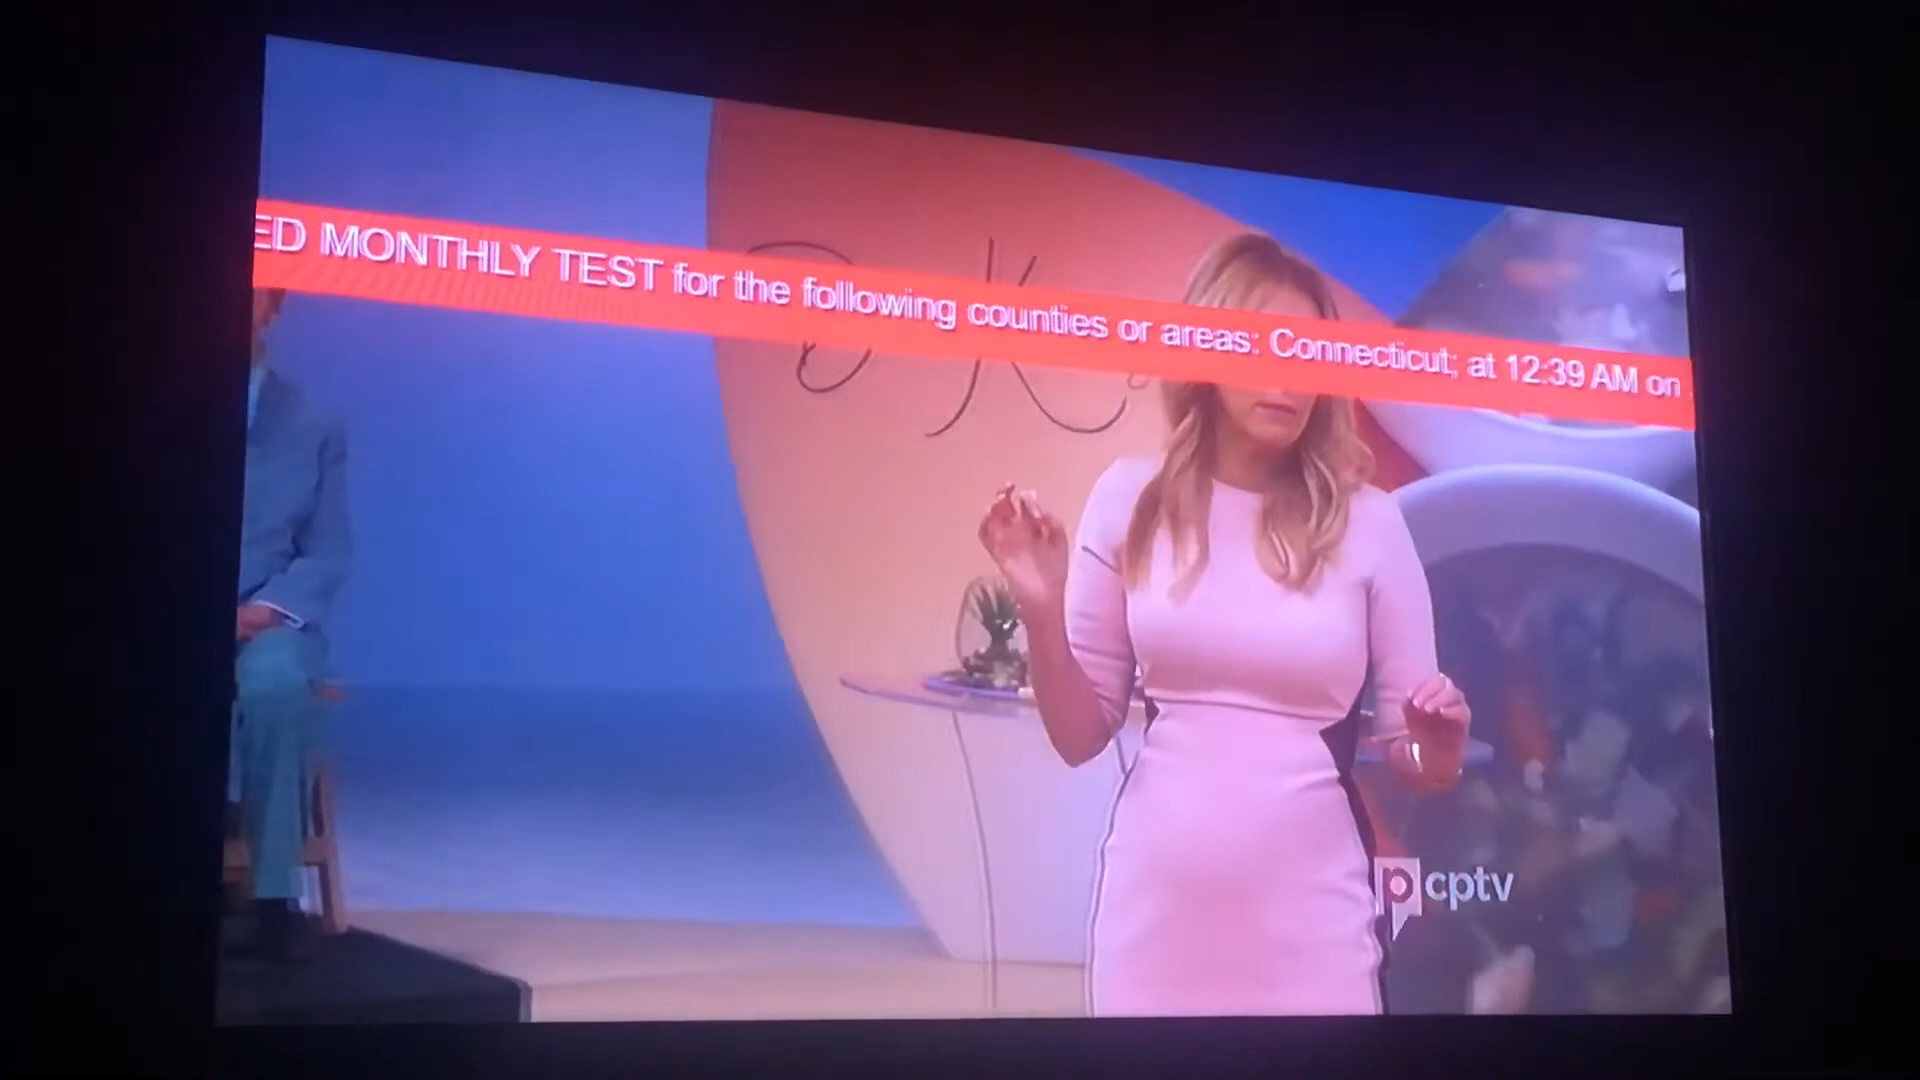 ED MONTHLY TEST for the following counties or areas: Connecticut; at 12:39 AM on
p cptv